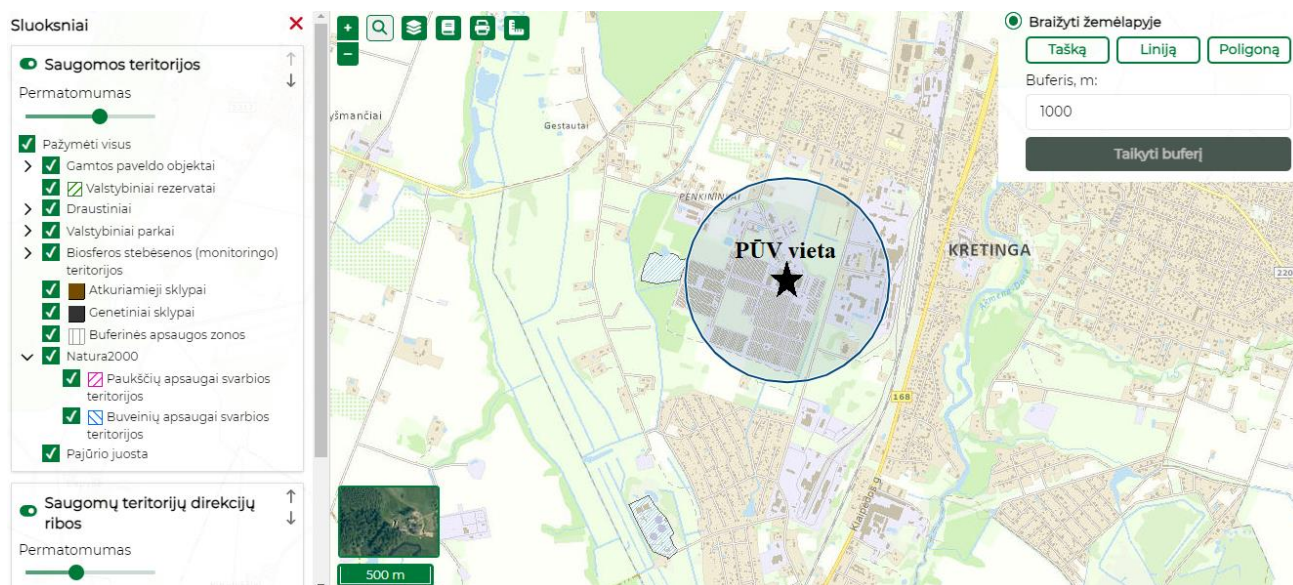 Sluoksniai
Saugomos teritorijos
Permatomumas
Pažymėti visus
Gamtos paveldo objektai
Valstybiniai rezervatai
Draustiniai
Valstybiniai parkai
Biosferos stebėsenos (monitoringo)
teritorijos
Atkuriamieji sklypai
Genetiniai sklypai
Buferinės apsaugos zonos
Natura2000
Paukščių apsaugai svarbios
teritorijos
Buveinių apsaugai svarbios
teritorijos
Pajūrio juosta
Saugomų teritorijų direkcijų
ribos
Permatomumas
+
−
yšmančiai
Gestautai
PENKININKAI
PŪV vieta
KRETINGA
220
168
Klaipėdos g.
500 m
Braižyti žemėlapyje
Tašką
Liniją
Poligoną
Buferis, m:
1000
Taikyti buferį